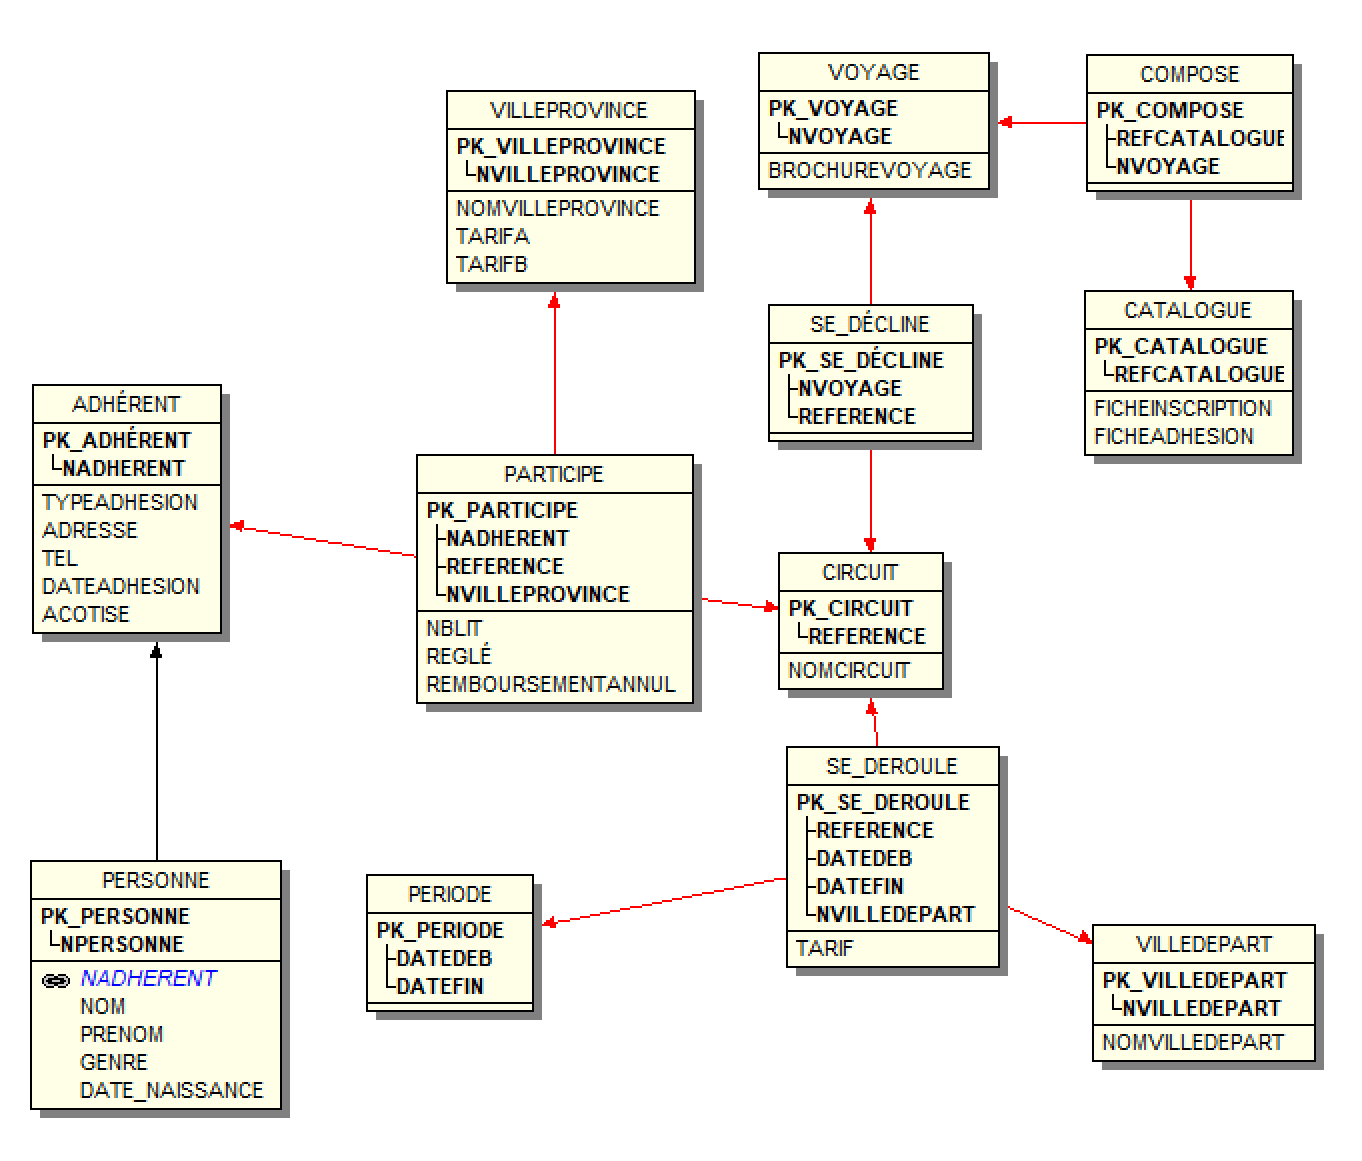 VILLEPROVINCE
PK_VILLEPROVINCE
NVILLEPROVINCE
NOMVILLEPROVINCE
TARIFA
TARIFB
VOYAGE
PK_VOYAGE
NVOYAGE
BROCHUREVOYAGE
COMPOSE
PK_COMPOSE
REFCATALOGUE
NVOYAGE
SE_DÉCLINE
PK_SE_DÉCLINE
NVOYAGE
REFERENCE
CATALOGUE
PK_CATALOGUE
REFCATALOGUE
FICHEINSCRIPTION
FICHEADHESION
ADHÉRENT
PK_ADHÉRENT
NADHERENT
TYPEADHESION
ADRESSE
TEL
DATEADHESION
ACOTISE
PARTICIPE
PK_PARTICIPE
NADHERENT
REFERENCE
NVILLEPROVINCE
NBLIT
REGLÉ
REMBOURSEMENTANNUL
CIRCUIT
PK_CIRCUIT
REFERENCE
NOMCIRCUIT
SE_DEROULE
PK_SE_DEROULE
REFERENCE
DATEDEB
DATEFIN
NVILLEDEPART
TARIF
PERSONNE
PK_PERSONNE
NPERSONNE
NADHERENT
NOM
PRENOM
GENRE
DATE_NAISSANCE
PERIODE
PK_PERIODE
DATEDEB
DATEFIN
VILLEDEPART
PK_VILLEDEPART
NVILLEDEPART
NOMVILLEDEPART